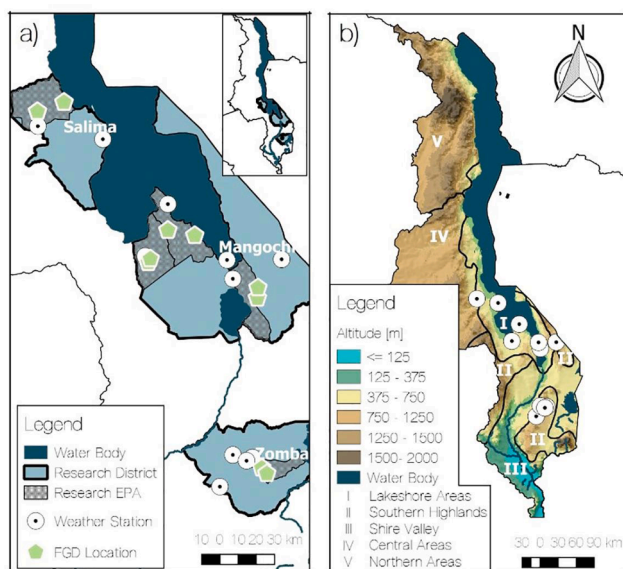 a)
Salima
Mangochi
Zomba
Legend
Water Body
Research District
Research EPA
Weather Station
FGD Location
10 0 10 20 30 km
b)
N
V
IV
I
II
II
II
III
Legend
Altitude [m]
<= 125
125 - 375
375 - 750
750 - 1250
1250 - 1500
1500- 2000
Water Body
I Lakeshore Areas
II Southern Highlands
III Shire Valley
IV Central Areas
V Northern Areas
30 0 30 60 90 km